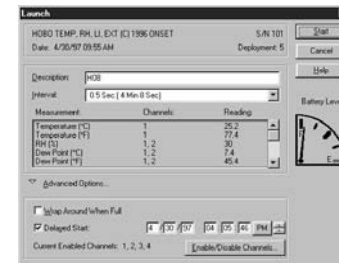 Launch
HOBO TEMP, RH, LI, EXT (C) 1996 ONSET S/N 101 Start
Date: 4/30/97 09:55 AM Deployment: 5 Cancel
Description: HOB Help
Interval: 0.5 Sec ( 4 Min 0 Sec) Battery Leve
Measurement: Channels: Reading:
Temperature (°C) 1 25.2
Temperature (°F) 1 77.4
RH (%) 1, 2 30
Dew Point (°C) 1, 2 7.4
Dew Point (°F) 1, 2 45.4
E
Advanced Options...
Wrap Around When Full
Delayed Start: 4 /30 /97 04 :05 :46 PM
Current Enabled Channels: 1, 2, 3, 4 Enable/Disable Channels...